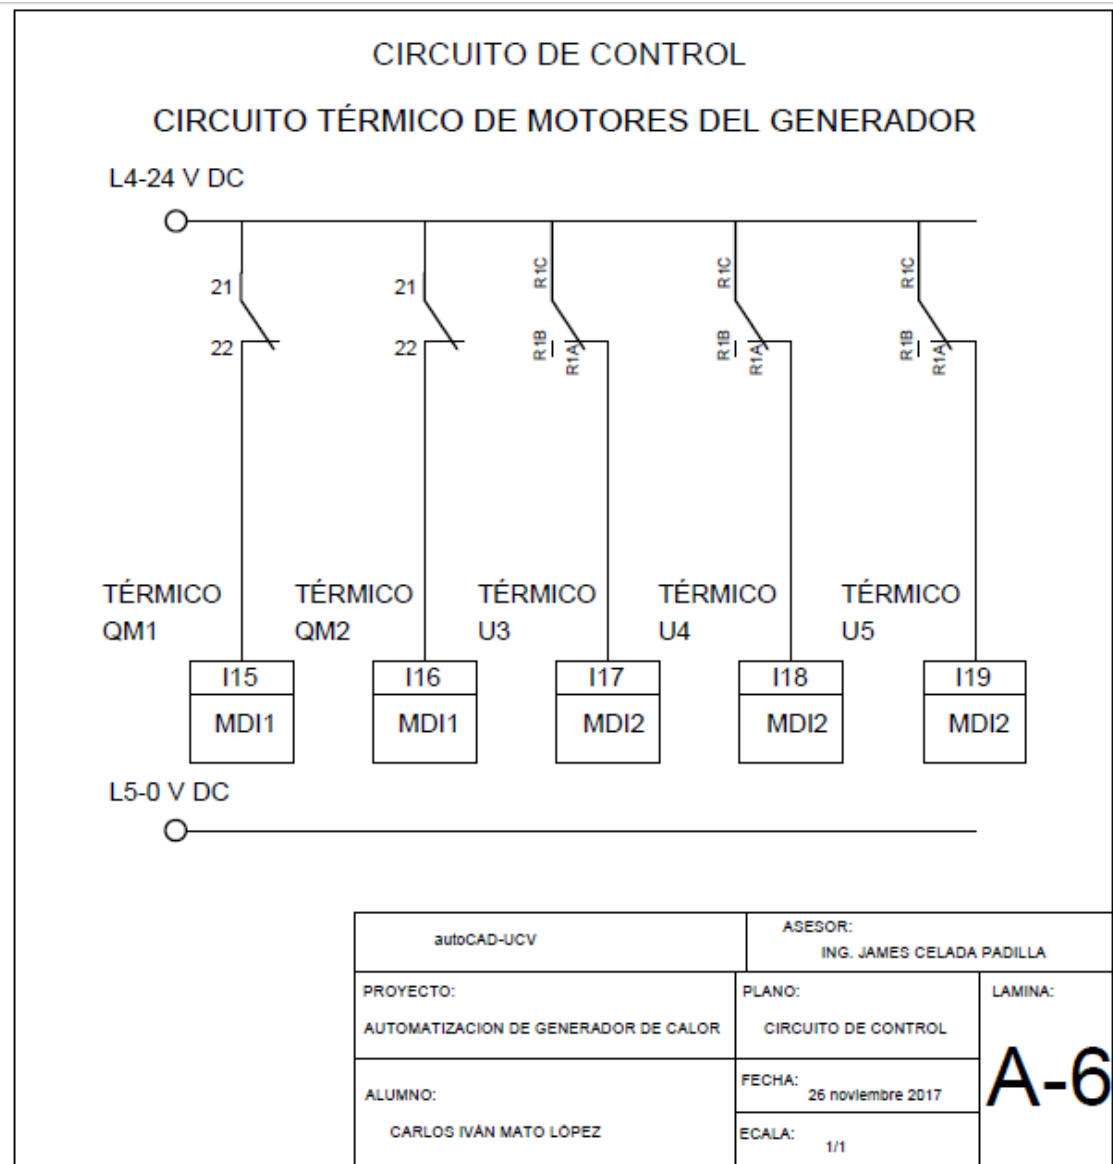 CIRCUITO DE CONTROL
CIRCUITO TÉRMICO DE MOTORES DEL GENERADOR
L4-24 V DC
21
22
21
22
R1C
R1B
R1A
R1C
R1B
R1A
R1C
R1B
R1A
TÉRMICO
QM1
TÉRMICO
QM2
TÉRMICO
U3
TÉRMICO
U4
TÉRMICO
U5
I15
MDI1
I16
MDI1
I17
MDI2
I18
MDI2
I19
MDI2
L5-0 V DC
autoCAD-UCV
ASESOR:
ING. JAMES CELADA PADILLA
PROYECTO:
AUTOMATIZACION DE GENERADOR DE CALOR
PLANO:
CIRCUITO DE CONTROL
LAMINA:
A-6
ALUMNO:
CARLOS IVÁN MATO LÓPEZ
FECHA:
26 noviembre 2017
ECALA:
1/1